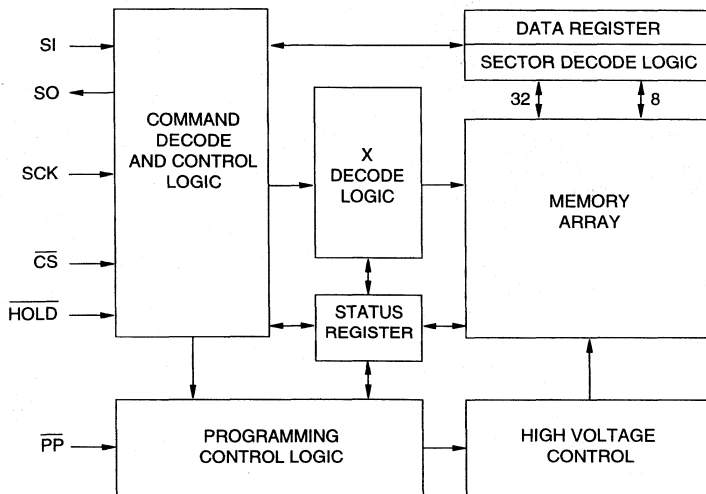 SI
SO
SCK
CS
HOLD
PP
COMMAND
DECODE
AND CONTROL
LOGIC
X
DECODE
LOGIC
STATUS
REGISTER
DATA REGISTER
SECTOR DECODE LOGIC
32
8
MEMORY
ARRAY
PROGRAMMING
CONTROL LOGIC
HIGH VOLTAGE
CONTROL